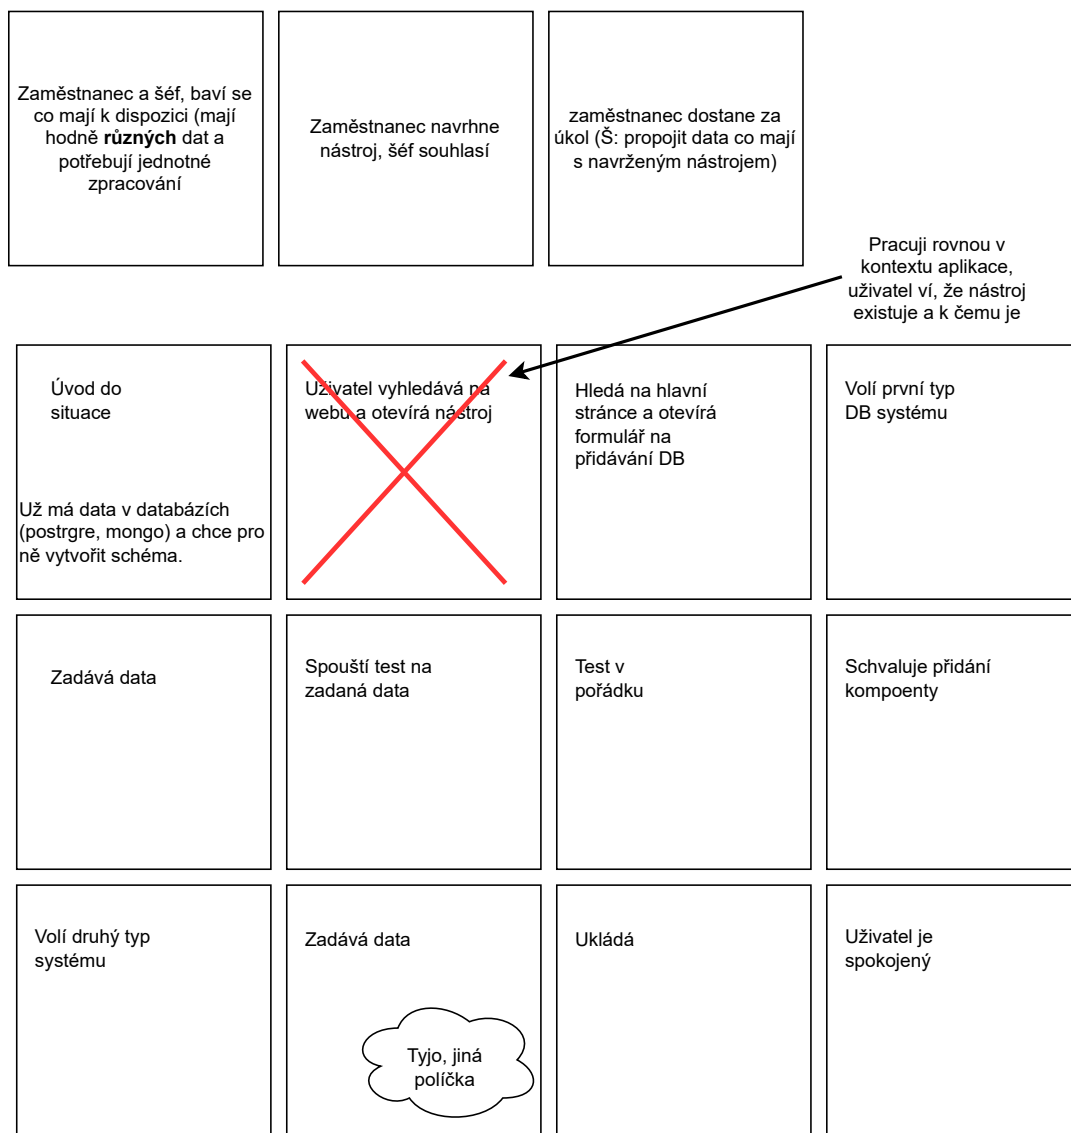 Zaměstnanec a šéf, baví se
co mají k dispozici (mají
hodně různých dat a
potřebují jednotné
zpracování
Zaměstnanec navrhne
nástroj, šéf souhlasí
zaměstnanec dostane za
úkol (Š: propojit data co mají
s navrženým nástrojem)
Pracuji rovnou v
kontextu aplikace,
uživatel ví, že nástroj
existuje a k čemu je
Úvod do
situace
Už má data v databázích
(postrgre, mongo) a chce pro
ně vytvořit schéma.
Uživatel vyhledává na
webu a otevírá nástroj
Hledá na hlavní
stránce a otevírá
formulář na
přidávání DB
Volí první typ
DB systému
Zadává data
Spouští test na
zadaná data
Test v
pořádku
Schvaluje přidání
kompoenty
Volí druhý typ
systému
Zadává data
Tyjo, jiná
políčka
Ukládá
Uživatel je
spokojený